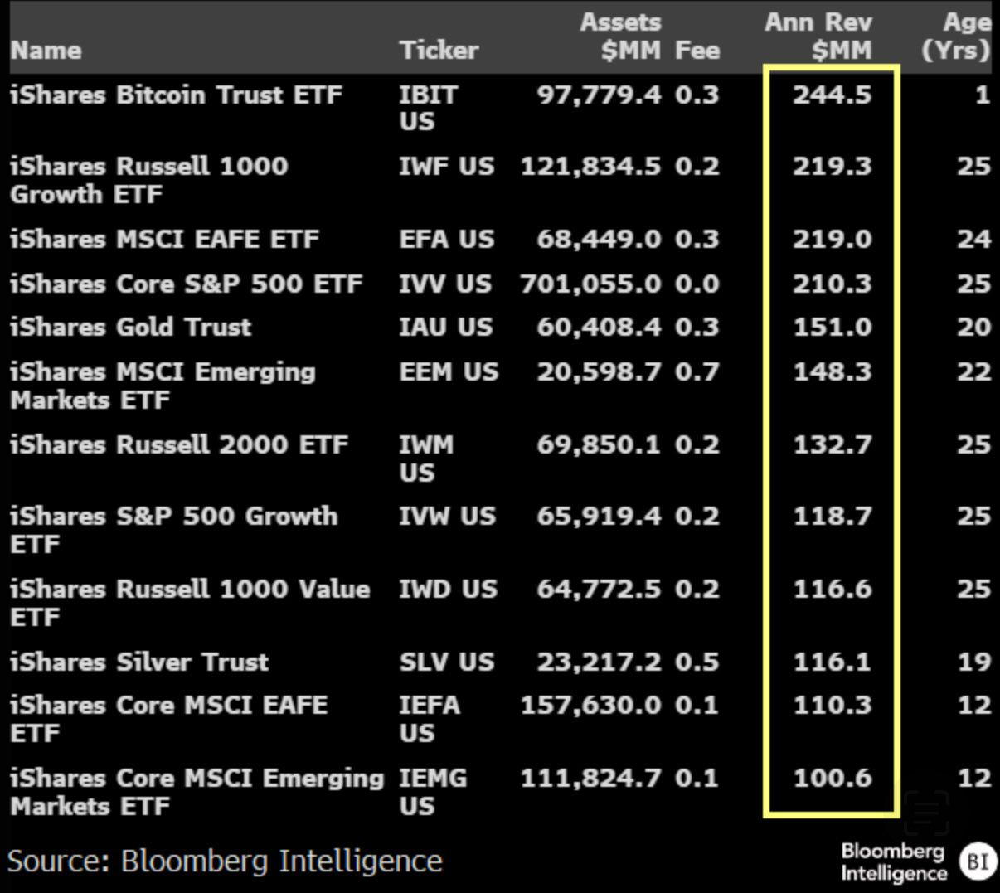 Assets Ann Rev Age
Name Ticker $MM Fee $MM (Yrs)
iShares Bitcoin Trust ETF IBIT 97,779.4 0.3 244.5 1
US
iShares Russell 1000 IWF US 121,834.5 0.2 219.3 25
Growth ETF
iShares MSCI EAFE ETF EFA US 68,449.0 0.3 219.0 24
iShares Core S&P 500 ETF IVV US 701,055.0 0.0 210.3 25
iShares Gold Trust IAU US 60,408.4 0.3 151.0 20
iShares MSCI Emerging EEM US 20,598.7 0.7 148.3 22
Markets ETF
iShares Russell 2000 ETF IWM 69,850.1 0.2 132.7 25
US
iShares S&P 500 Growth IVW US 65,919.4 0.2 118.7 25
ETF
iShares Russell 1000 Value IWD US 64,772.5 0.2 116.6 25
ETF
iShares Silver Trust SLV US 23,217.2 0.5 116.1 19
iShares Core MSCI EAFE IEFA 157,630.0 0.1 110.3 12
ETF US
iShares Core MSCI Emerging IEMG 111,824.7 0.1 100.6 12
Markets ETF US
Source: Bloomberg Intelligence
Bloomberg
Intelligence BI